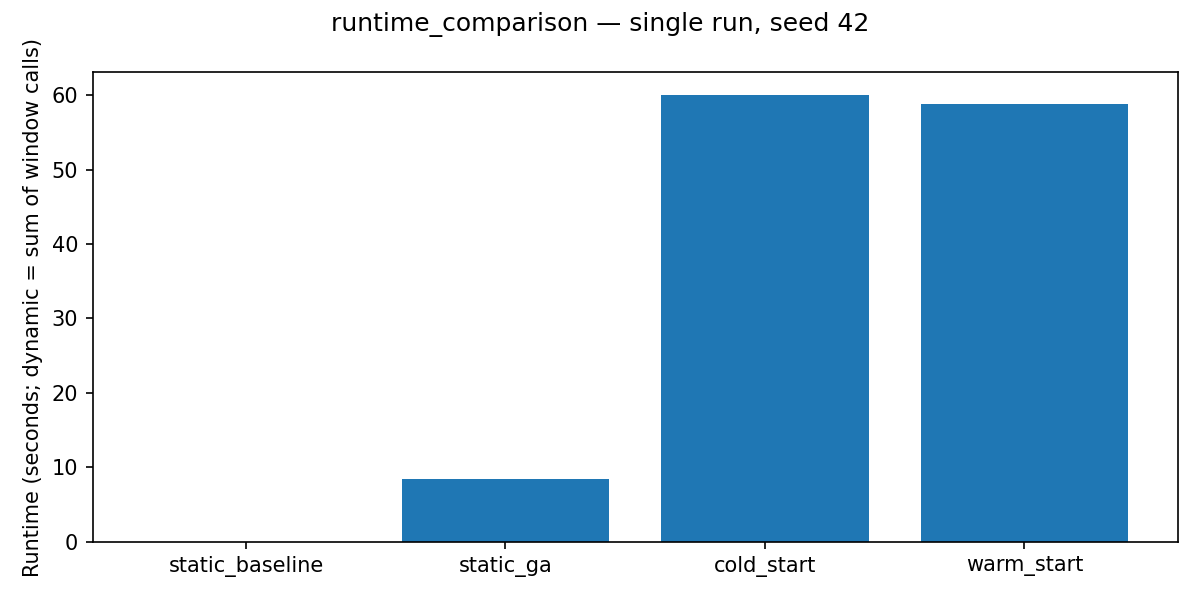 runtime_comparison — single run, seed 42
Runtime (seconds; dynamic = sum of window calls)
60
50
40
30
20
10
0
static_baseline
static_ga
cold_start
warm_start